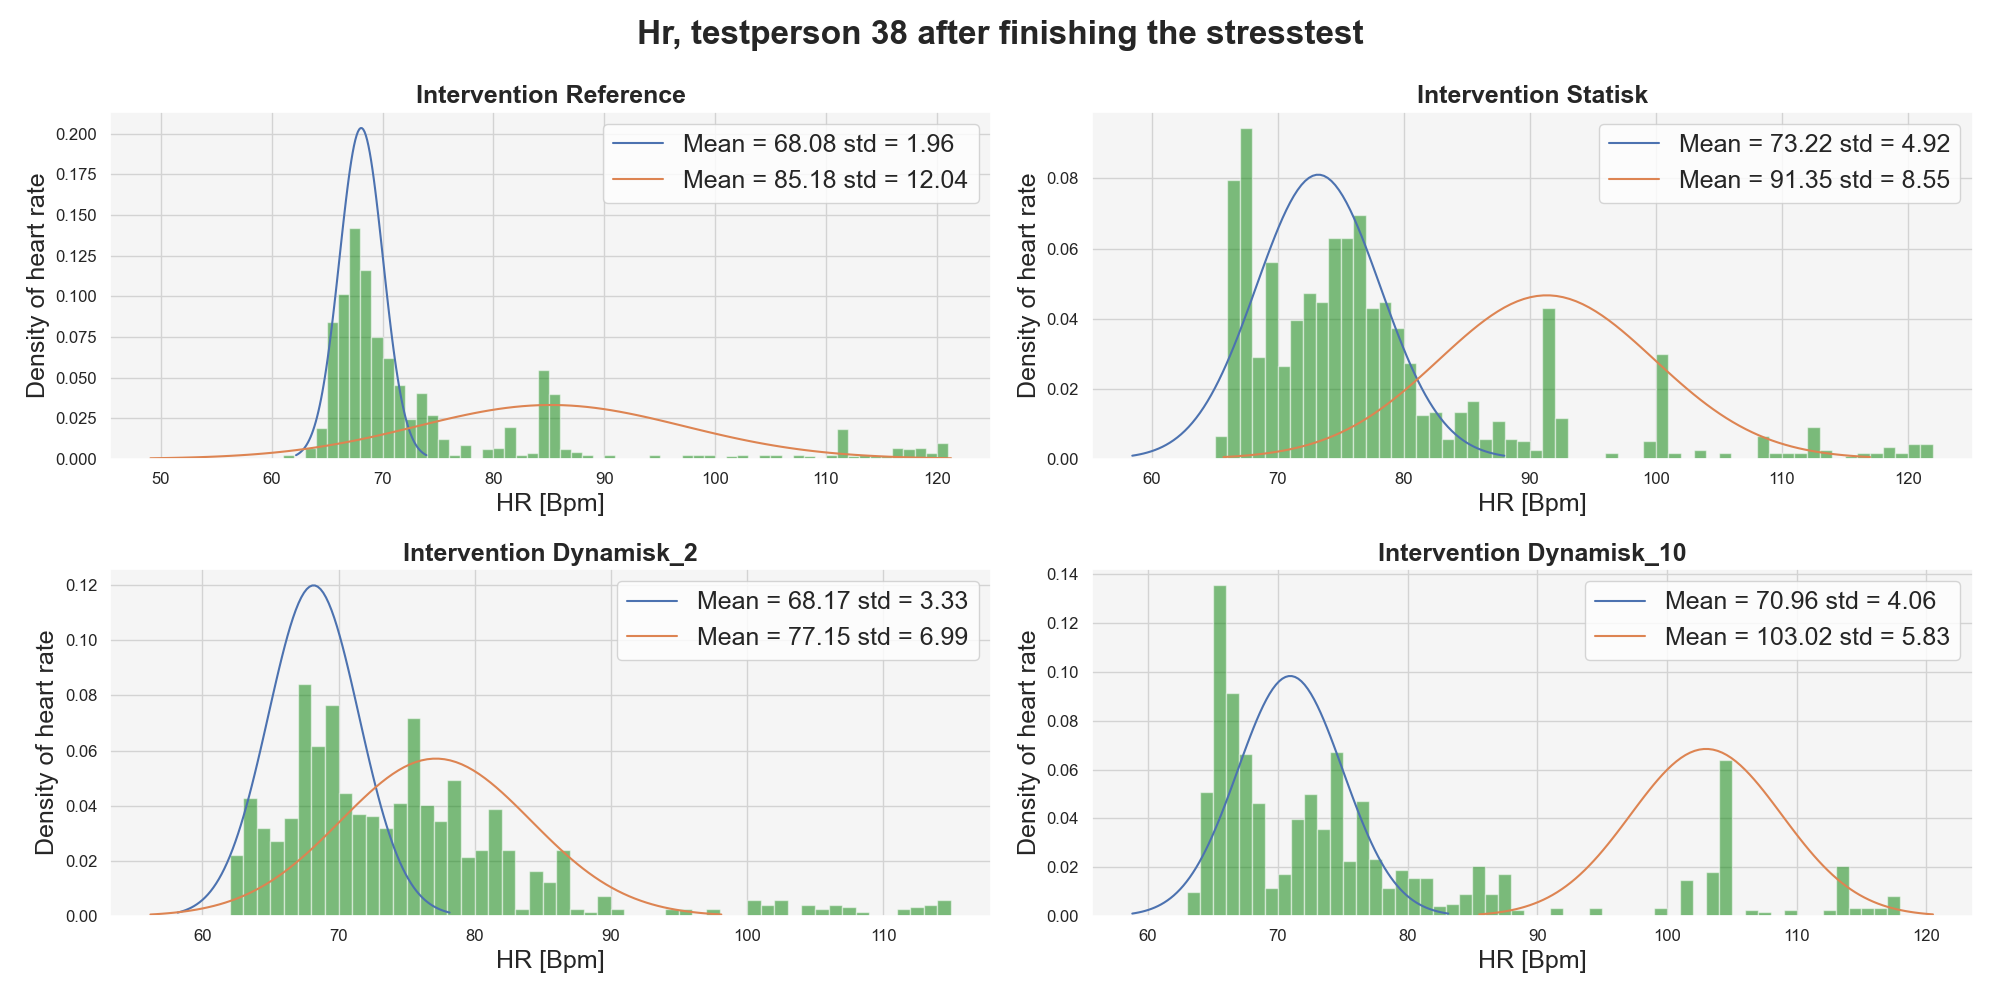 Hr, testperson 38 after finishing the stresstest
Intervention Reference
Mean = 68.08 std = 1.96
Mean = 85.18 std = 12.04
Density of heart rate
0.200
0.175
0.150
0.125
0.100
0.075
0.050
0.025
0.000
50 60 70 80 90 100 110 120
HR [Bpm]
Intervention Statisk
Mean = 73.22 std = 4.92
Mean = 91.35 std = 8.55
Density of heart rate
0.08
0.06
0.04
0.02
0.00
60 70 80 90 100 110 120
HR [Bpm]
Intervention Dynamisk_2
Mean = 68.17 std = 3.33
Mean = 77.15 std = 6.99
Density of heart rate
0.12
0.10
0.08
0.06
0.04
0.02
0.00
60 70 80 90 100 110
HR [Bpm]
Intervention Dynamisk_10
Mean = 70.96 std = 4.06
Mean = 103.02 std = 5.83
Density of heart rate
0.14
0.12
0.10
0.08
0.06
0.04
0.02
0.00
60 70 80 90 100 110 120
HR [Bpm]